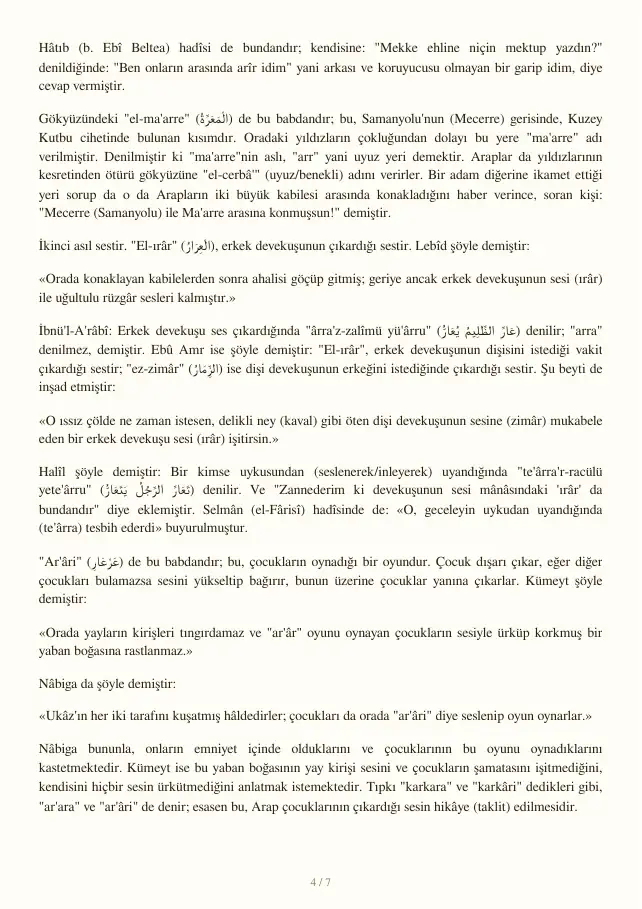 Hâtıb (b. Ebî Beltea) hadîsi de bundandır; kendisine: "Mekke ehline niçin mektup yazdın?"
denildiğinde: "Ben onların arasında arîr idim" yani arkası ve koruyucusu olmayan bir garip idim, diye
cevap vermiştir.
Gökyüzündeki "el-ma'arre" (الْمَعَرَّةُ) de bu babdandır; bu, Samanyolu'nun (Mecerre) gerisinde, Kuzey
Kutbu cihetinde bulunan kısımdır. Oradaki yıldızların çokluğundan dolayı bu yere "ma'arre" adı
verilmiştir. Denilmiştir ki "ma'arre"nin aslı, "arr" yani uyuz yeri demektir. Araplar da yıldızlarının
kesretinden ötürü gökyüzüne "el-cerbâ'" (uyuz/benekli) adını verirler. Bir adam diğerine ikamet ettiği
yeri sorup da o da Arapların iki büyük kabilesi arasında konakladığını haber verince, soran kişi:
"Mecerre (Samanyolu) ile Ma'arre arasına konmuşsun!" demiştir.
İkinci asıl sestir. "El-ırâr" (الْعِرَارُ), erkek devekuşunun çıkardığı sestir. Lebîd şöyle demiştir:
«Orada konaklayan kabilelerden sonra ahalisi göçüp gitmiş; geriye ancak erkek devekuşunun sesi (ırâr)
ile uğultulu rüzgâr sesleri kalmıştır.»
İbnü'l-A'râbî: Erkek devekuşu ses çıkardığında "ârra'z-zalîmü yü'ârru" (عَارَّ الظَّلِيمُ يُعَارُّ) denilir; "arra"
denilmez, demiştir. Ebû Amr ise şöyle demiştir: "El-ırâr", erkek devekuşunun dişisini istediği vakit
çıkardığı sestir; "ez-zimâr" (الزِّمَارُ) ise dişi devekuşunun erkeğini istediğinde çıkardığı sestir. Şu beyti de
inşad etmiştir:
«O ıssız çölde ne zaman istesen, delikli ney (kaval) gibi öten dişi devekuşunun sesine (zimâr) mukabele
eden bir erkek devekuşu sesi (ırâr) işitirsin.»
Halîl şöyle demiştir: Bir kimse uykusundan (seslenerek/inleyerek) uyandığında "te'ârra'r-racülü
yete'ârru" (تَعَارَّ الرَّجُلُ يَتَعَارُّ) denilir. Ve "Zannederim ki devekuşunun sesi mânâsındaki 'ırâr' da
bundandır" diye eklemiştir. Selmân (el-Fârisî) hadîsinde de: «O, geceleyin uykudan uyandığında
(te'ârra) tesbih ederdi» buyurulmuştur.
"Ar'âri" (عَرْعَارِ) de bu babdandır; bu, çocukların oynadığı bir oyundur. Çocuk dışarı çıkar, eğer diğer
çocukları bulamazsa sesini yükseltip bağırır, bunun üzerine çocuklar yanına çıkarlar. Kümeyt şöyle
demiştir:
«Orada yayların kirişleri tıngırdamaz ve "ar'âr" oyunu oynayan çocukların sesiyle ürküp korkmuş bir
yaban boğasına rastlanmaz.»
Nâbiga da şöyle demiştir:
«Ukâz'ın her iki tarafını kuşatmış hâldedirler; çocukları da orada "ar'âri" diye seslenip oyun oynarlar.»
Nâbiga bununla, onların emniyet içinde olduklarını ve çocuklarının bu oyunu oynadıklarını
kastetmektedir. Kümeyt ise bu yaban boğasının yay kirişi sesini ve çocukların şamatasını işitmediğini,
kendisini hiçbir sesin ürkütmediğini anlatmak istemektedir. Tıpkı "karkara" ve "karkâri" dedikleri gibi,
"ar'ara" ve "ar'âri" de denir; esasen bu, Arap çocuklarının çıkardığı sesin hikâye (taklit) edilmesidir.
4 / 7